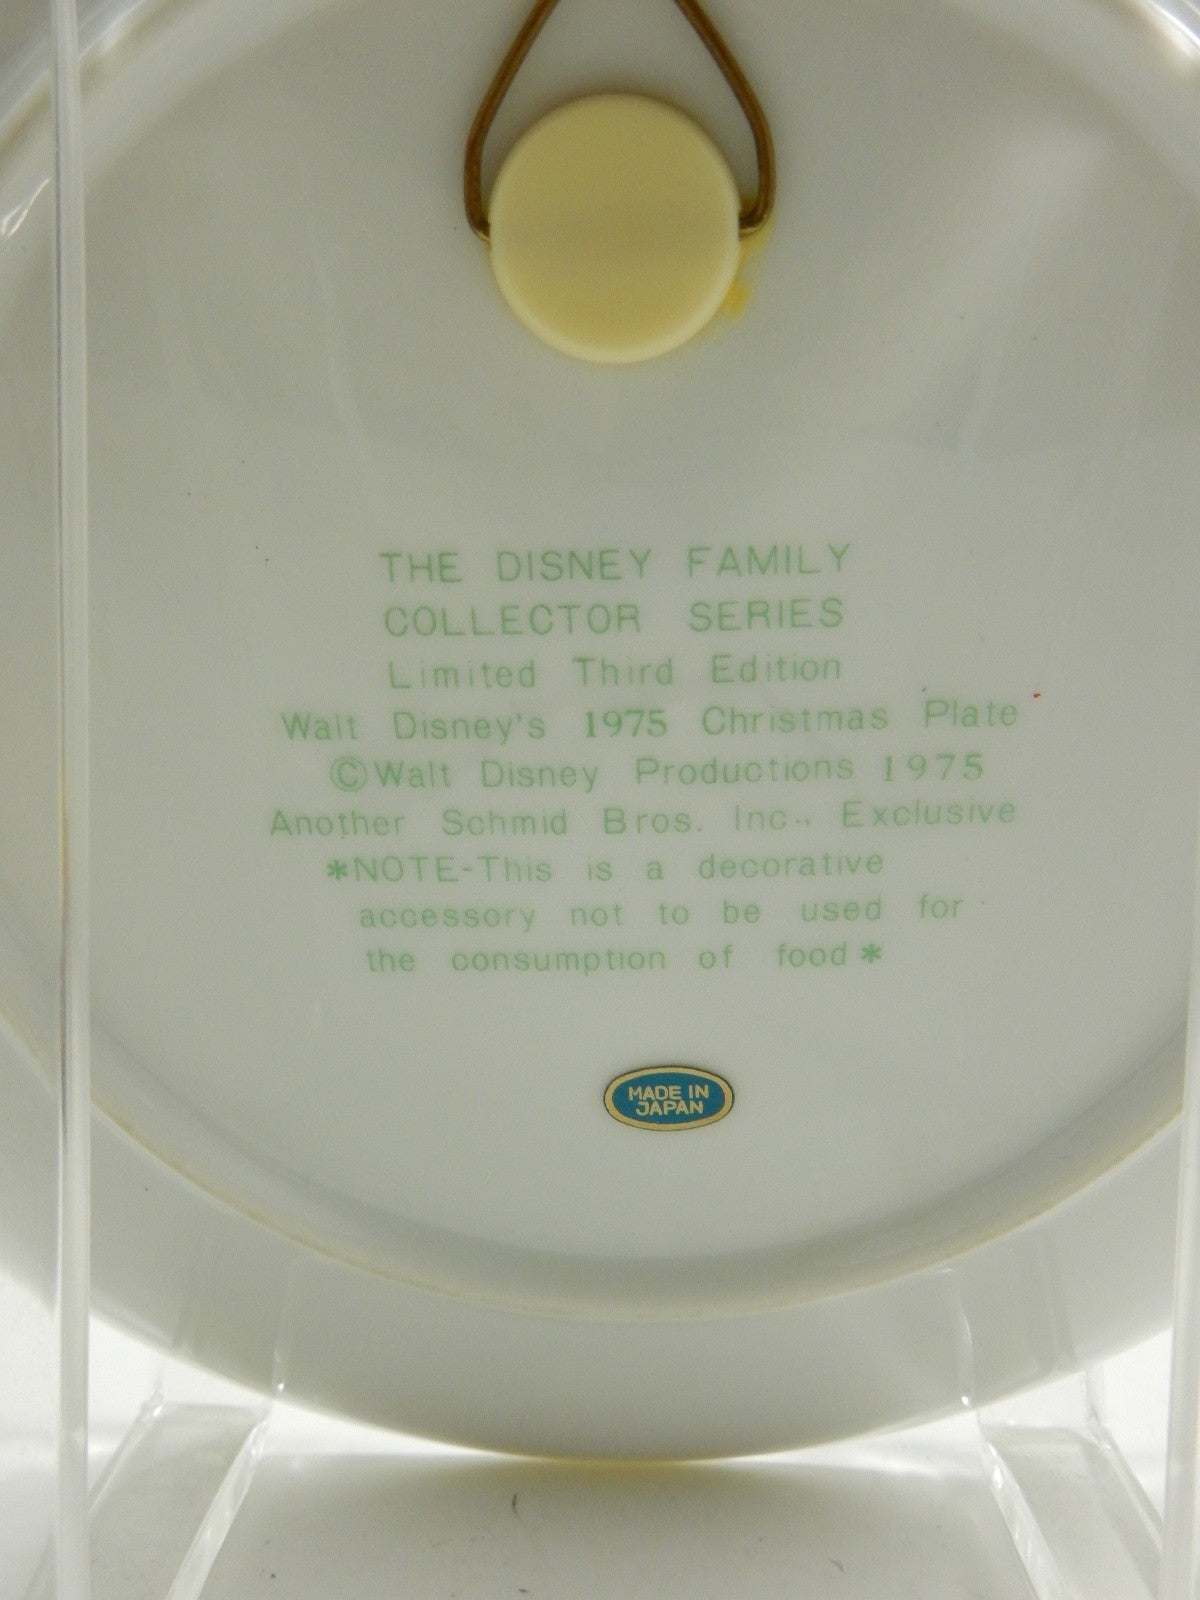 THE DISNEY FAMILY
COLLECTOR SERIES
Limited Third Edition
Walt Disney's 1975 Christmas Plate
©Walt Disney Productions 1975
Another Schmid Bros. Inc., Exclusive
*NOTE-This is a decorative
accessory not to be used for
the consumption of food*
MADE IN
JAPAN